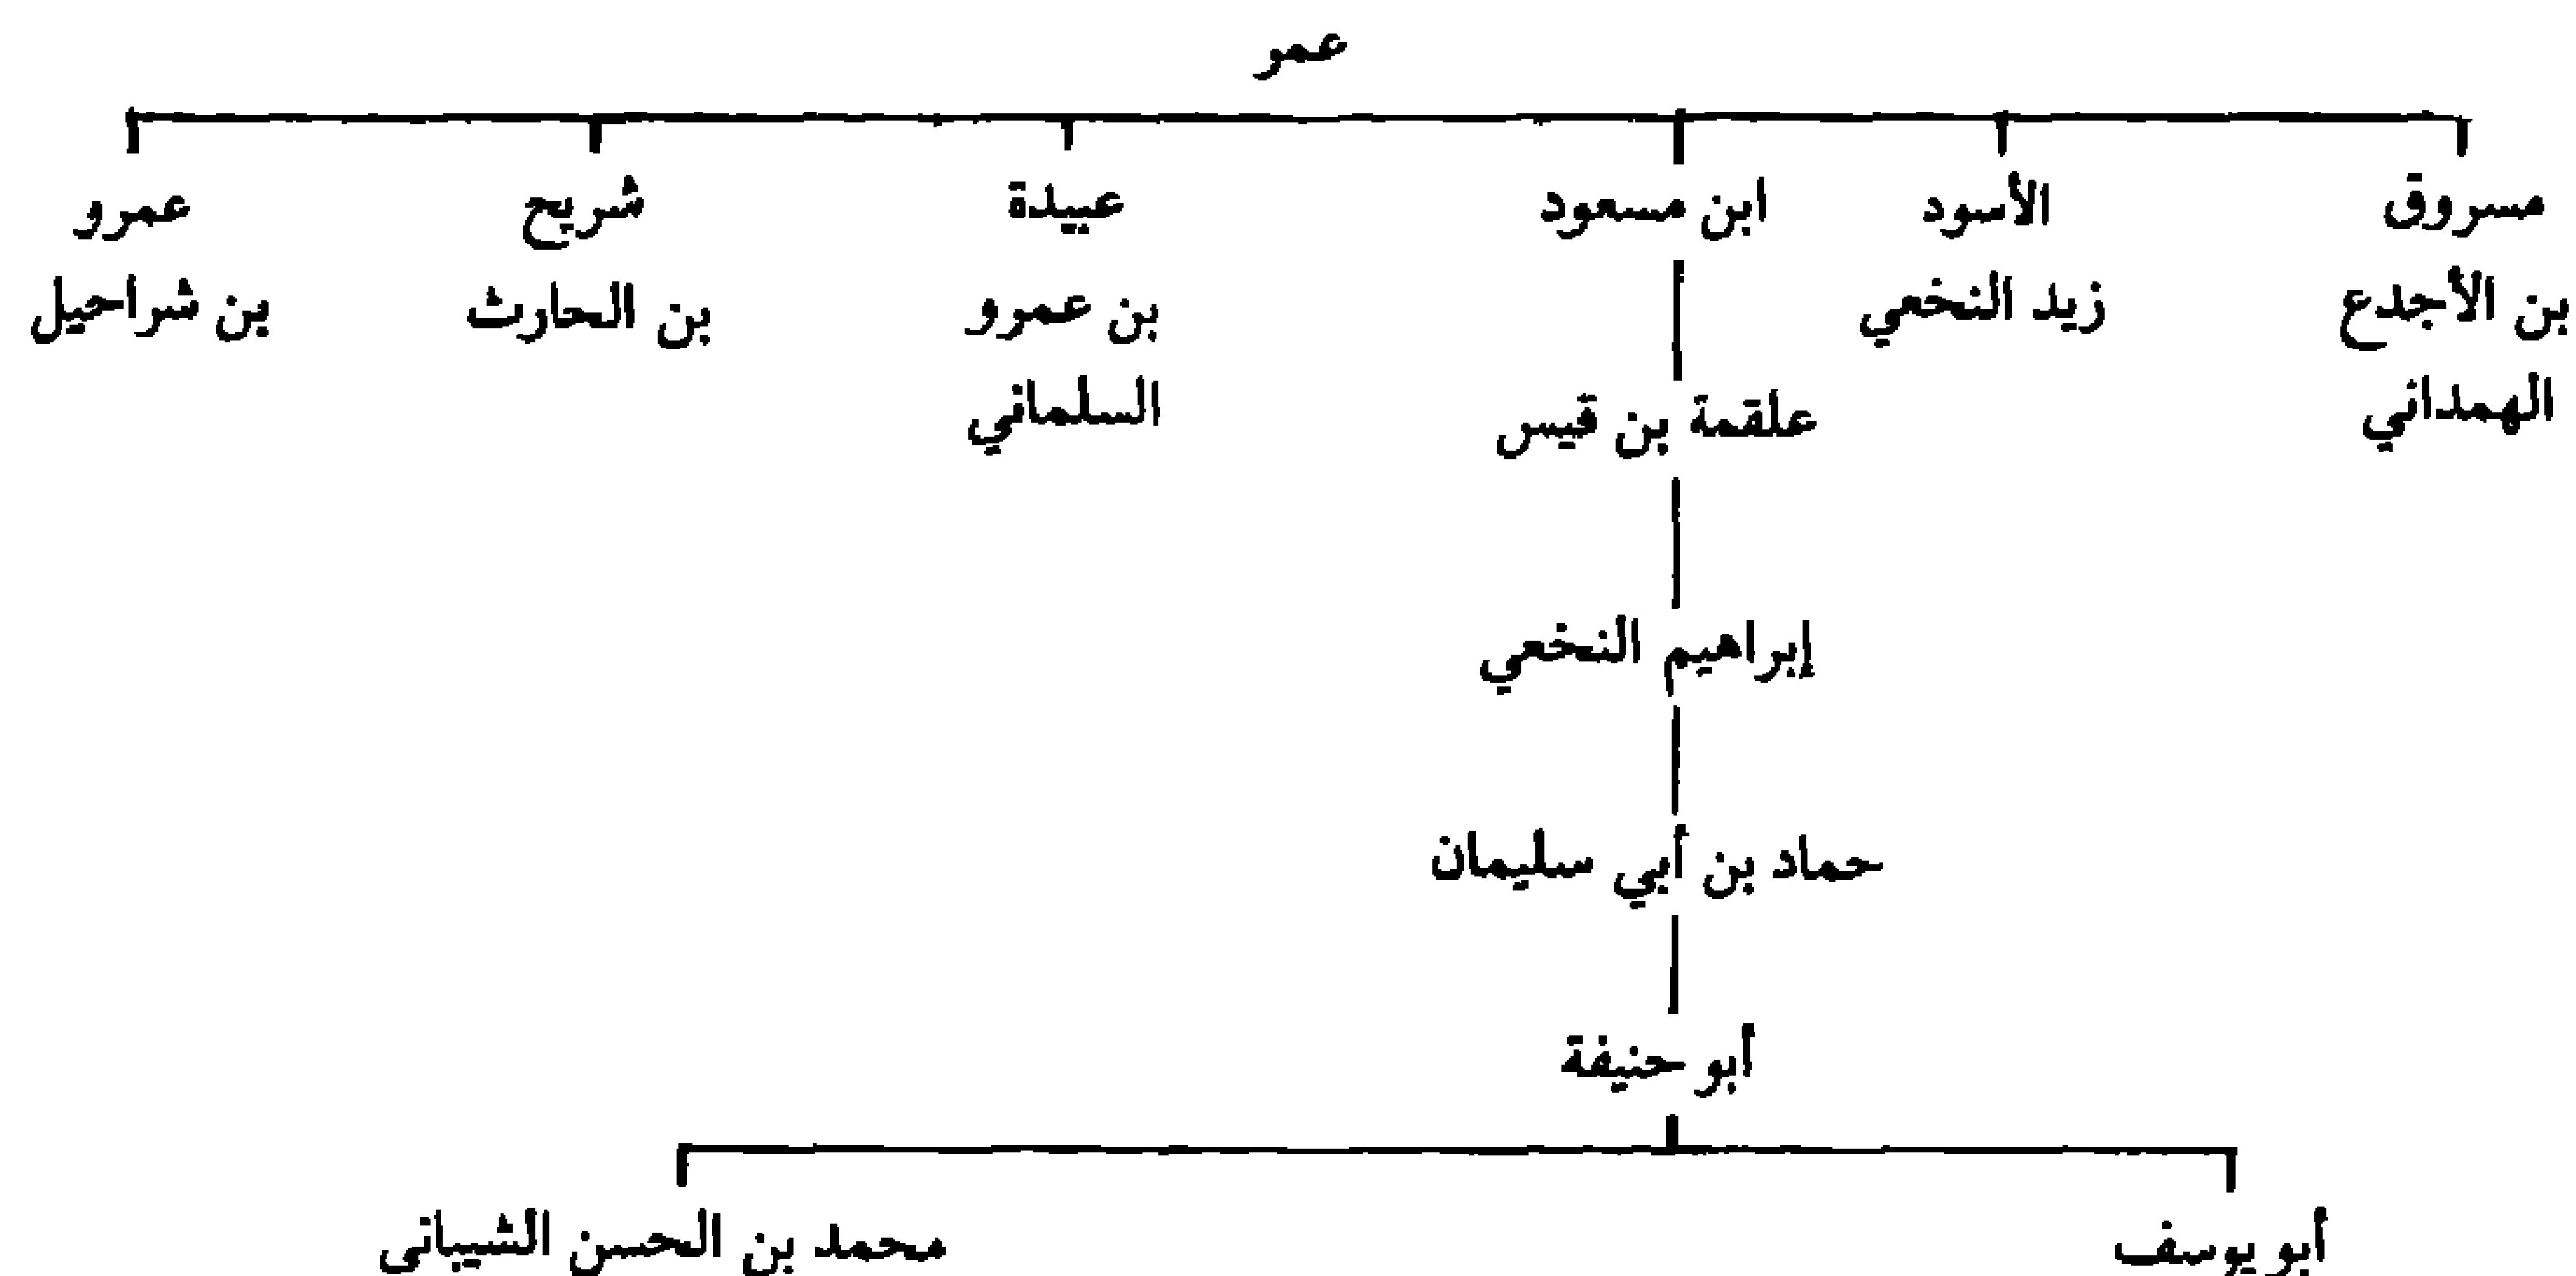 عمر
مسروق
بن الأجدع
الهمداني
الأسود
زيد النخعي
ابن مسعود
عبيدة
بن عمرو
السلماني
شريح
بن الحارث
عمرو
بن شراحيل
علقمة بن قيس
إبراهيم النخعي
حماد بن أبي سليمان
أبو حنيفة
أبو يوسف
محمد بن الحسن الشيباني